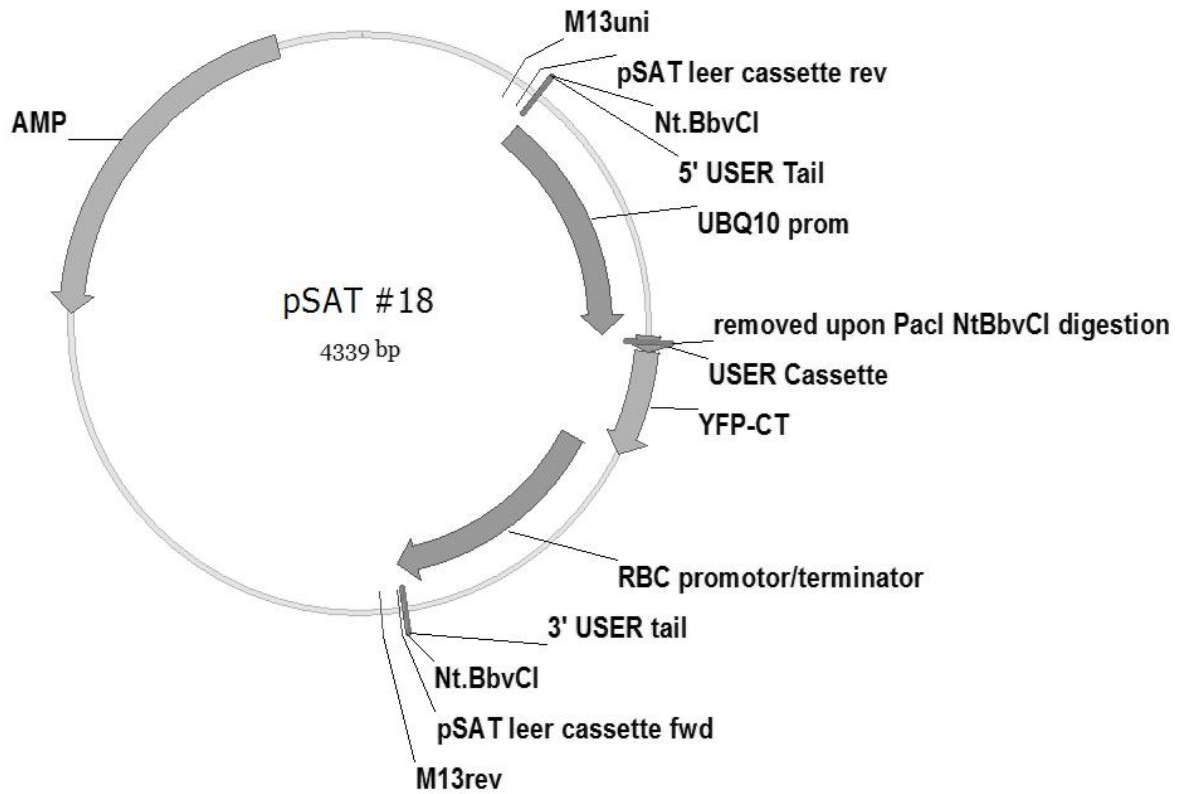 M13uni
pSAT leer cassette rev
Nt.BbvCI
5' USER Tail
UBQ10 prom
AMP
pSAT #18
4339 bp
removed upon PacI NtBbvCI digestion
USER Cassette
YFP-CT
RBC promotor/terminator
3' USER tail
Nt.BbvCI
pSAT leer cassette fwd
M13rev